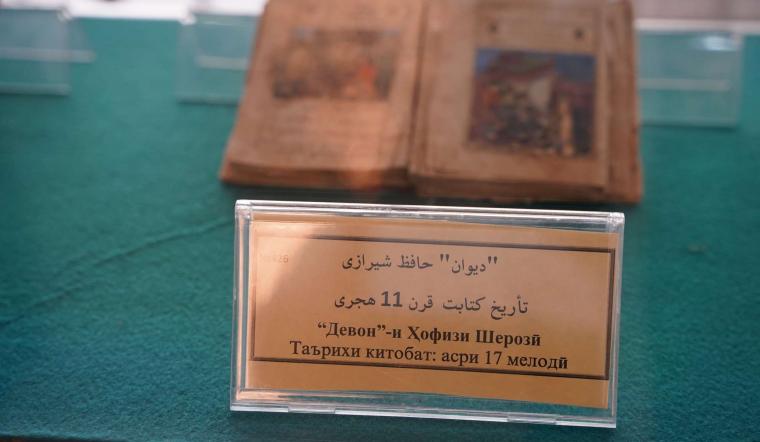 "دیوان" حافظ شیرازی
تأریخ کتابت قرن 11 هجری
“Девон”-и Ҳофизи Шерозӣ
Таърихи китобат: асри 17 мелодӣ